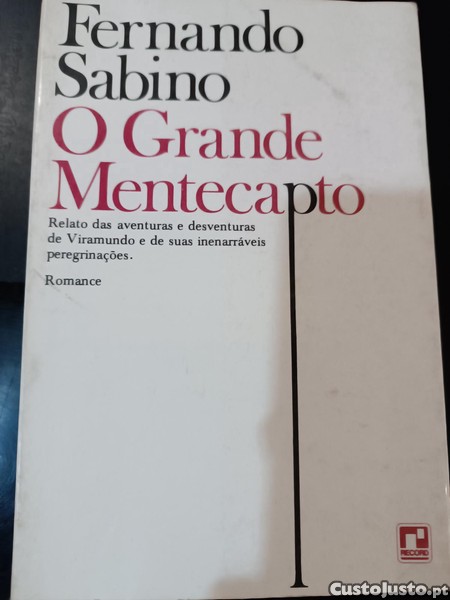 Fernando
Sabino
O Grande
Mentecapto
Relato das aventuras e desventuras
de Viramundo e de suas inenarráveis
peregrinações.
Romance
RECORD
CustoJusto.pt